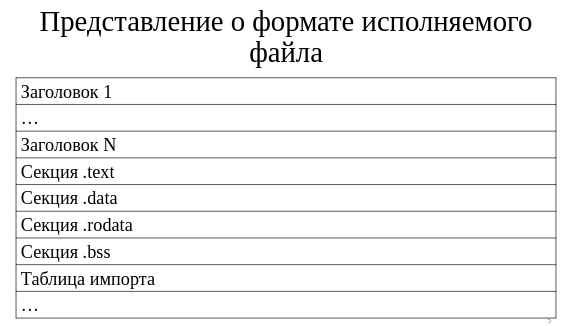 Представление о формате исполняемого
файла
Заголовок 1
…
Заголовок N
Секция .text
Секция .data
Секция .rodata
Секция .bss
Таблица импорта
…